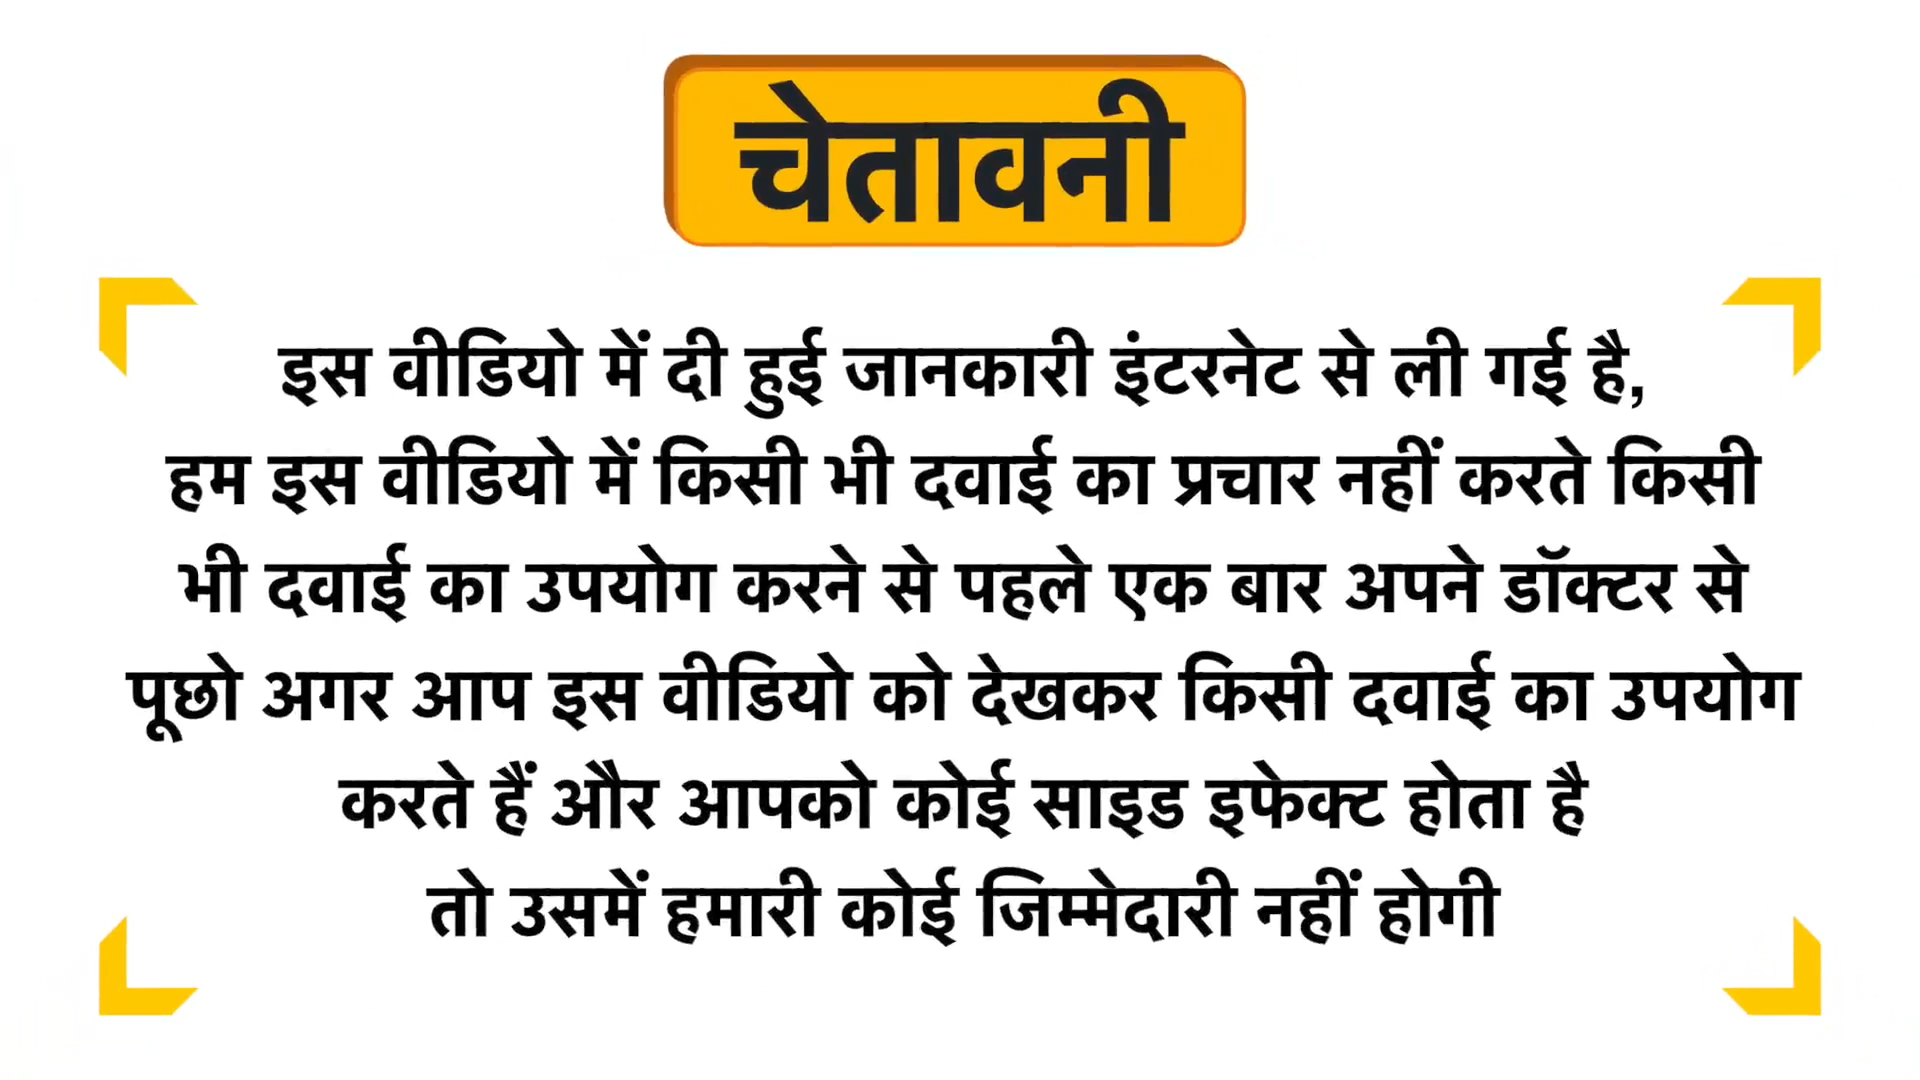 चेतावनी
इस वीडियो में दी हुई जानकारी इंटरनेट से ली गई है,
हम इस वीडियो में किसी भी दवाई का प्रचार नहीं करते किसी
भी दवाई का उपयोग करने से पहले एक बार अपने डॉक्टर से
पूछो अगर आप इस वीडियो को देखकर किसी दवाई का उपयोग
करते हैं और आपको कोई साइड इफेक्ट होता है
तो उसमें हमारी कोई जिम्मेदारी नहीं होगी